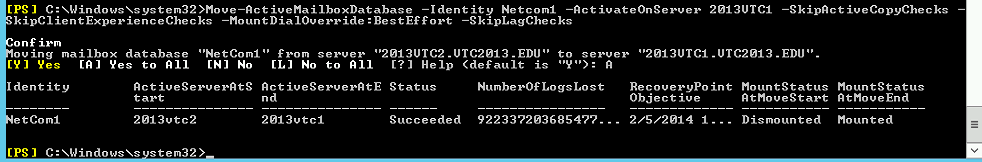 [PS] C:\Windows\system32>Move-ActiveMailboxDatabase -Identity Netcom1 -ActivateOnServer 2013VTC1 -SkipActiveCopyChecks -
SkipClientExperienceChecks -MountDialOverride:BestEffort -SkipLagChecks
Confirm
Moving mailbox database "NetCom1" from server "2013VTC2.VTC2013.EDU" to server "2013VTC1.VTC2013.EDU".
[Y] Yes [A] Yes to All [N] No [L] No to All [?] Help (default is "Y"): A
Identity ActiveServerAtS ActiveServerAtE Status NumberOfLogsLost RecoveryPoint MountStatus MountStatus
tart nd Objective AtMoveStart AtMoveEnd
-------- --------------- --------------- ------ ---------------- ------------- ----------- -----------
NetCom1 2013vtc2 2013vtc1 Succeeded 922337203685477... 2/5/2014 1... Dismounted Mounted
[PS] C:\Windows\system32>_